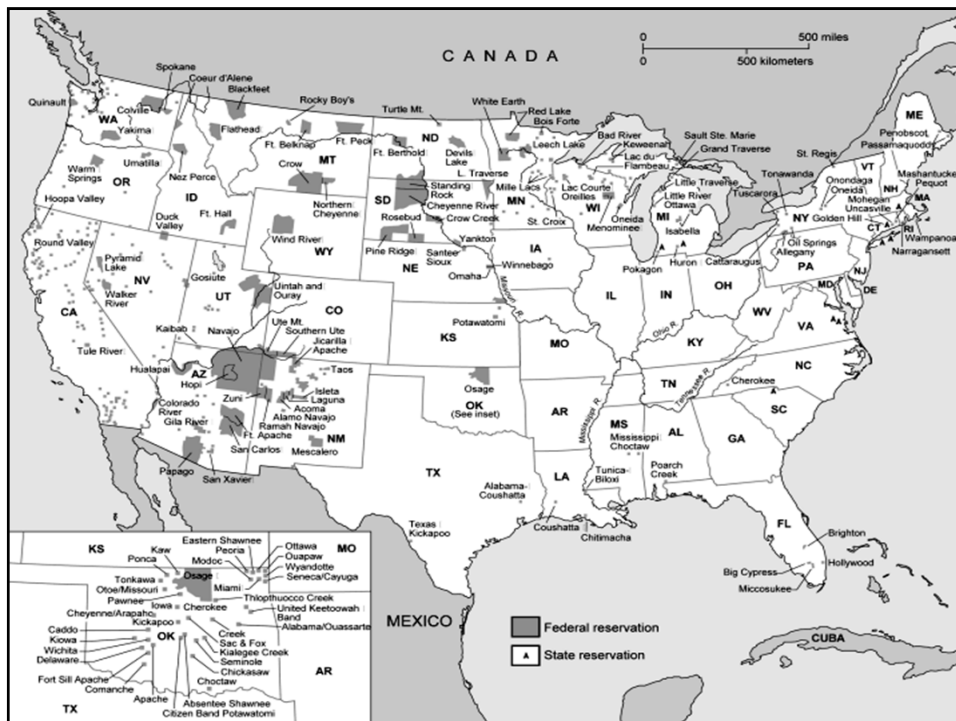 CANADA
0 500 miles
0 500 kilometers
Spokane
Coeur d'Alene
Blackfeet
Rocky Boy's
Turtle Mt.
White Earth
Red Lake
Bois Forte
Bad River
Keweenah
Sault Ste. Marie
Grand Traverse
Quinault
WA
Colville
Yakima
Flathead
Ft. Belknap
Ft. Peck
MT
Crow
Northern
Cheyenne
ND
Ft. Berthold
Devils
Lake
L. Traverse
Leech Lake
Lac du
Flambeau
Mille Lacs
MN
Lac Courte
Oreilles
WI
St. Croix
Oneida
Menominee
Little Traverse
Little River
Ottawa
MI
Isabella
Pokagon
Huron
Cattaraugus
Tuscarora
Tonawanda
St. Regis
ME
Penobscot
Passamaquoddy
VT
NH
Mashantucket
Pequot
MA
Onondaga
Oneida
Mohegan
Uncasville
NY
Golden Hill
CT
RI
Wampanoa
Narragansett
Oil Springs
Allegany
PA
NJ
MD
DE
Warm
Springs
Umatilla
OR
Nez Perce
ID
Hoopa Valley
Ft. Hall
Duck
Valley
Round Valley
Pyramid
Lake
NV
Walker
River
CA
Tule River
Wind River
WY
SD
Standing
Rock
Cheyenne River
Rosebud
Crow Creek
Pine Ridge
Yankton
Santee
Sioux
NE
Omaha
Winnebago
IA
Missouri R.
Gosiute
UT
Uintah and
Ouray
CO
Kaibab
Navajo
Ute Mt.
Southern Ute
Jicarilla
Apache
Taos
Hualapai
AZ
Hopi
Zuni
Isleta
Laguna
Acoma
Alamo Navajo
Ramah Navajo
Colorado
River
Gila River
Ft. Apache
San Carlos
NM
Mescalero
Papago
San Xavier
Potawatomi
KS
MO
IL
IN
OH
Ohio R.
WV
VA
KY
NC
TN
Tennessee R.
Cherokee
SC
Osage
OK
(See inset)
AR
Mississippi R.
MS
Mississippi
Choctaw
AL
GA
Poarch
Creek
TX
Alabama-
Coushatta
LA
Tunica-
Biloxi
Coushatta
Chitimacha
Texas
Kickapoo
FL
Brighton
Hollywood
Big Cypress
Miccosukee
MEXICO
CUBA
Federal reservation
State reservation
KS
MO
Eastern Shawnee
Peoria
Modoc
Miami
Ottawa
Ouapaw
Wyandotte
Seneca/Cayuga
Kaw
Ponca
Osage
Tonkawa
Otoe/Missouri
Pawnee
Iowa
Cherokee
Thlopthuocco Creek
United Keetoowah
Band
Alabama/Ouassarte
Cheyenne/Arapaho
Kickapoo
Caddo
Kiowa
Wichita
Delaware
OK
Creek
Sac & Fox
Kialegee Creek
Seminole
Chickasaw
Choctaw
Fort Sill Apache
Comanche
Apache
Absentee Shawnee
Citizen Band Potawatomi
AR
TX